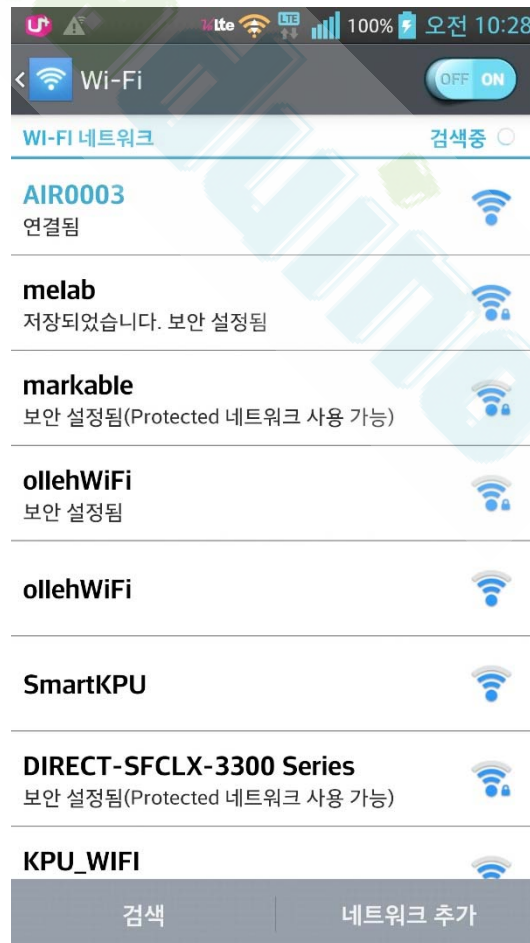 U+ Lte LTE 100% 오전 10:28
Wi-Fi OFF ON
WI-FI 네트워크 검색중
AIR0003
연결됨
melab
저장되었습니다. 보안 설정됨
markable
보안 설정됨(Protected 네트워크 사용 가능)
ollehWiFi
보안 설정됨
ollehWiFi
SmartKPU
DIRECT-SFCLX-3300 Series
보안 설정됨(Protected 네트워크 사용 가능)
KPU_WIFI
검색 네트워크 추가